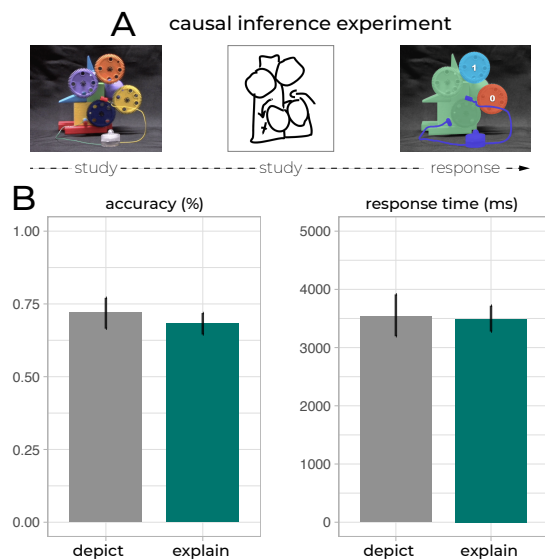 A causal inference experiment
1
0
study study response
B
accuracy (%) response time (ms)
1.00 5000
0.75 4000
0.50 3000
0.25 2000
1000
0.00 0
depict explain depict explain